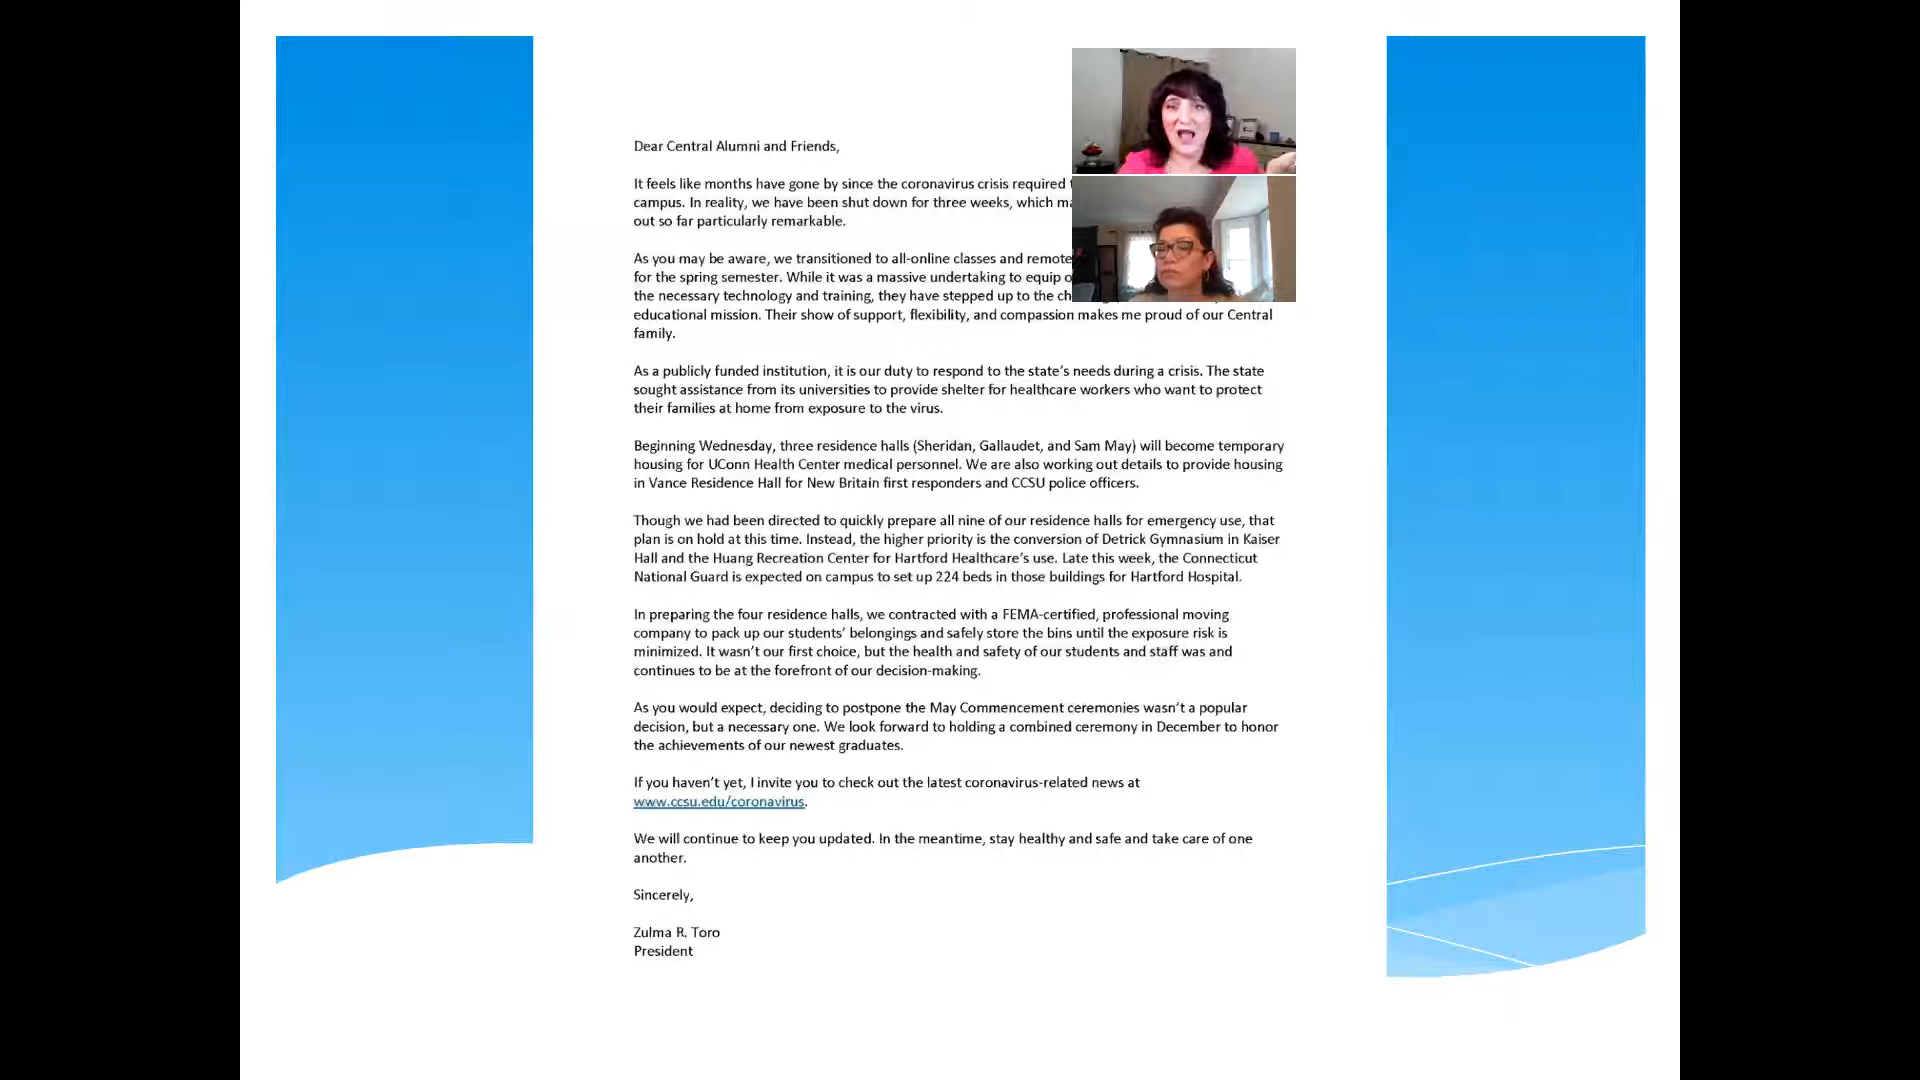 Dear Central Alumni and Friends,
It feels like months have gone by since the coronavirus crisis required
campus. In reality, we have been shut down for three weeks, which
out so far particularly remarkable.
As you may be aware, we transitioned to all-online classes and remote
for the spring semester. While it was a massive undertaking to equip
the necessary technology and training, they have stepped up to the
educational mission. Their show of support, flexibility, and compassion makes me proud of our Central
family.
As a publicly funded institution, it is our duty to respond to the state’s needs during a crisis. The state
sought assistance from its universities to provide shelter for healthcare workers who want to protect
their families at home from exposure to the virus.
Beginning Wednesday, three residence halls (Sheridan, Gallaudet, and Sam May) will become temporary
housing for UConn Health Center medical personnel. We are also working out details to provide housing
in Vance Residence Hall for New Britain first responders and CCSU police officers.
Though we had been directed to quickly prepare all nine of our residence halls for emergency use, that
plan is on hold at this time. Instead, the higher priority is the conversion of Detrick Gymnasium in Kaiser
Hall and the Huang Recreation Center for Hartford Healthcare’s use. Late this week, the Connecticut
National Guard is expected on campus to set up 224 beds in those buildings for Hartford Hospital.
In preparing the four residence halls, we contracted with a FEMA-certified, professional moving
company to pack up our students’ belongings and safely store the bins until the exposure risk is
minimized. It wasn’t our first choice, but the health and safety of our students and staff was and
continues to be at the forefront of our decision-making.
As you would expect, deciding to postpone the May Commencement ceremonies wasn’t a popular
decision, but a necessary one. We look forward to holding a combined ceremony in December to honor
the achievements of our newest graduates.
If you haven’t yet, I invite you to check out the latest coronavirus-related news at
www.ccsu.edu/coronavirus.
We will continue to keep you updated. In the meantime, stay healthy and safe and take care of one
another.
Sincerely,
Zulma R. Toro
President